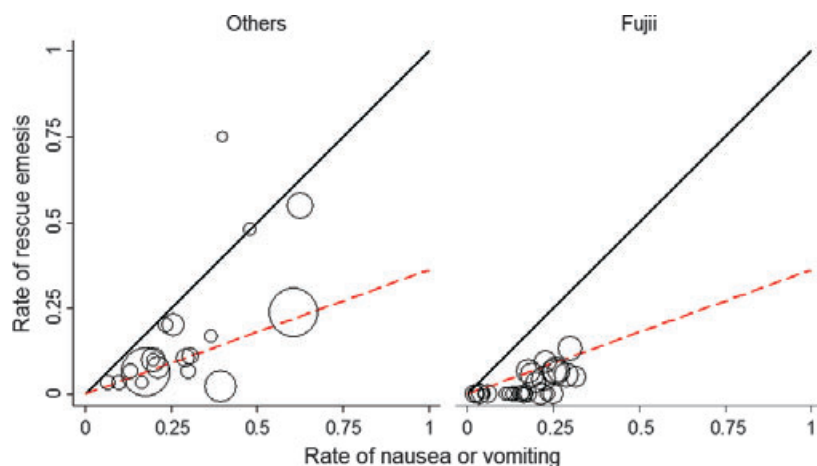 Others
Fujii
Rate of rescue emesis
1
0.75
0.5
0.25
0
0 0.25 0.5 0.75 1
0 0.25 0.5 0.75 1
Rate of nausea or vomiting